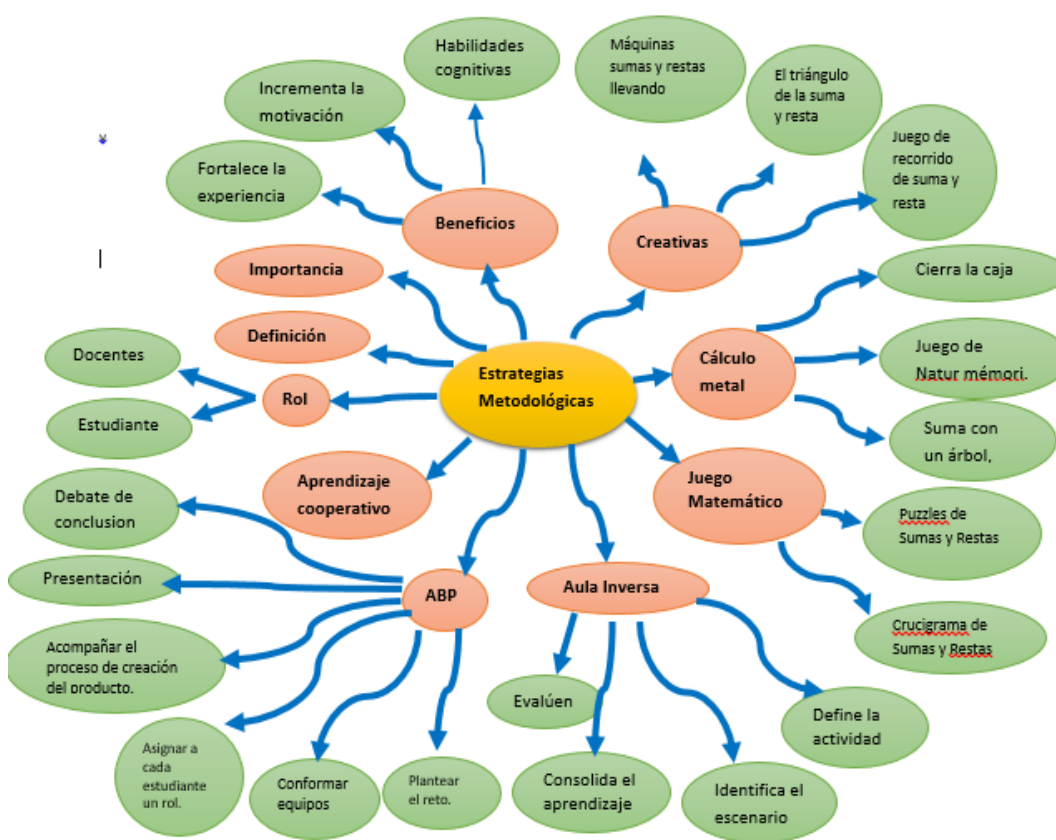 Habilidades
cognitivas
Incrementa la
motivación
Fortalece la
experiencia
Beneficios
Máquinas
sumas y restas
llevando
El triángulo
de la suma
y resta
Juego de
recorrido
de suma y
resta
Creativas
Importancia
Definición
Rol
Docentes
Estudiante
Estrategias
Metodológicas
Cálculo
metal
Cierra la caja
Juego de
Natur mémori.
Suma con
un árbol,
Aprendizaje
cooperativo
Juego
Matemático
Puzzles de
Sumas y Restas
Crucigrama de
Sumas y Restas
ABP
Debate de
conclusion
Presentación
Acompañar el
proceso de creación
del producto.
Asignar a
cada
estudiante
un rol.
Conformar
equipos
Plantear
el reto.
Aula Inversa
Evalúen
Consolida el
aprendizaje
Identifica el
escenario
Define la
actividad